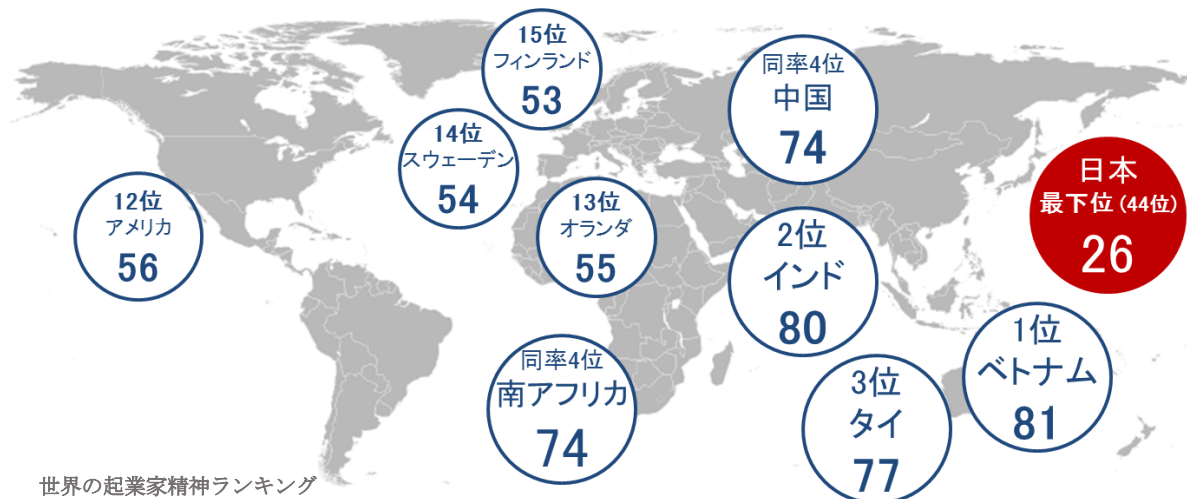 15位
フィンランド
53
同率4位
中国
74
14位
スウェーデン
54
日本
最下位(44位)
26
12位
アメリカ
56
13位
オランダ
55
2位
インド
80
1位
ベトナム
81
同率4位
南アフリカ
74
3位
タイ
77
世界の起業家精神ランキング